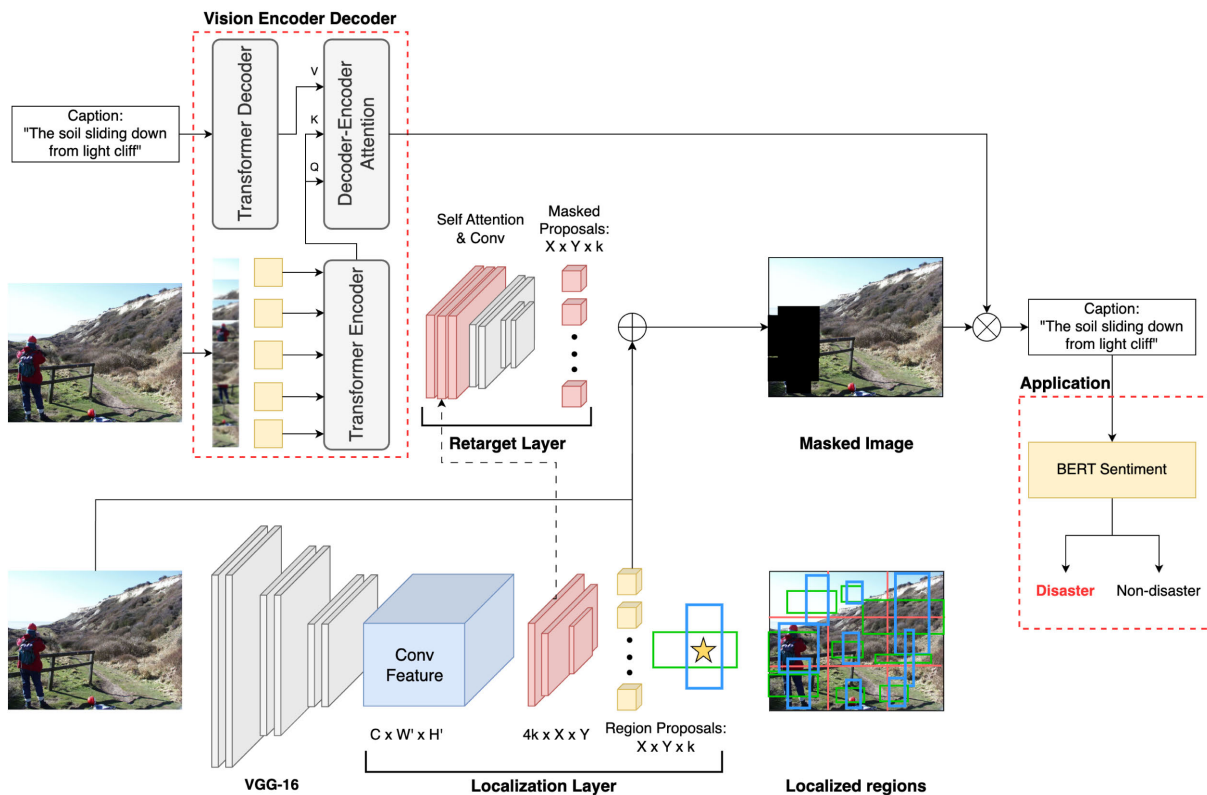 Vision Encoder Decoder
Caption:
"The soil sliding down
from light cliff"
Transformer Decoder
V
K
Q
Decoder-Encoder
Attention
Transformer Encoder
Self Attention
& Conv
Masked
Proposals:
X x Y x k
Retarget Layer
Masked Image
Caption:
"The soil sliding down
from light cliff"
Application
BERT Sentiment
Disaster
Non-disaster
Conv
Feature
C x W' x H'
4k x X x Y
Region Proposals:
X x Y x k
VGG-16
Localization Layer
Localized regions